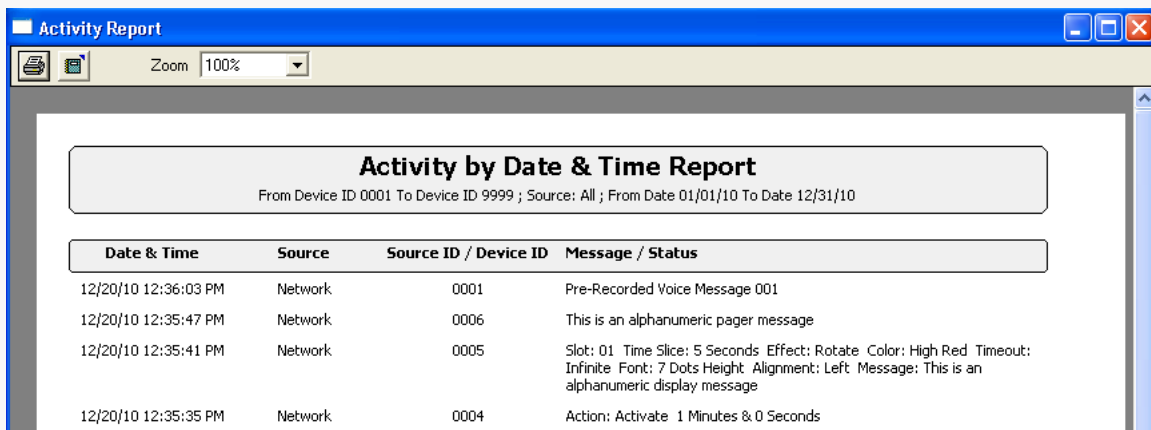 Activity Report
Zoom 100%
Activity by Date & Time Report
From Device ID 0001 To Device ID 9999 ; Source: All ; From Date 01/01/10 To Date 12/31/10
Date & Time Source Source ID / Device ID Message / Status
12/20/10 12:36:03 PM Network 0001 Pre-Recorded Voice Message 001
12/20/10 12:35:47 PM Network 0006 This is an alphanumeric pager message
12/20/10 12:35:41 PM Network 0005 Slot: 01 Time Slice: 5 Seconds Effect: Rotate Color: High Red Timeout:
Infinite Font: 7 Dots Height Alignment: Left Message: This is an
alphanumeric display message
12/20/10 12:35:35 PM Network 0004 Action: Activate 1 Minutes & 0 Seconds